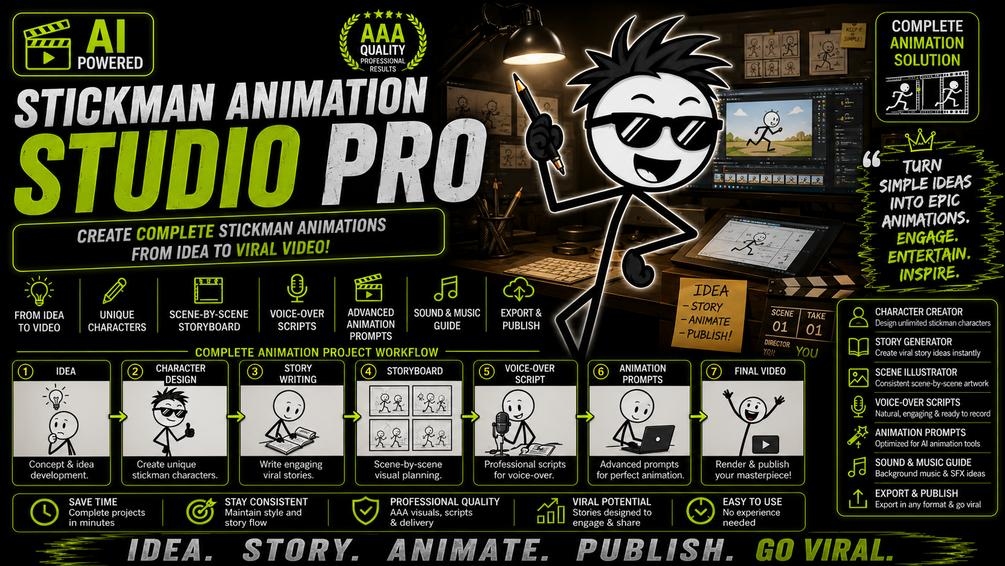 AI
POWERED
AAA
QUALITY
PROFESSIONAL
RESULTS
STICKMAN ANIMATION
STUDIO PRO
CREATE COMPLETE STICKMAN ANIMATIONS
FROM IDEA TO VIRAL VIDEO!
FROM IDEA
TO VIDEO
UNIQUE
CHARACTERS
SCENE-BY-SCENE
STORYBOARD
VOICE-OVER
SCRIPTS
ADVANCED
ANIMATION
PROMPTS
SOUND & MUSIC
GUIDE
EXPORT &
PUBLISH
KEEP IT
SIMPLE!
COMPLETE
ANIMATION
SOLUTION
“ TURN
SIMPLE IDEAS
INTO EPIC
ANIMATIONS.
ENGAGE.
ENTERTAIN.
INSPIRE.
IDEA
- STORY
- ANIMATE
- PUBLISH!
SCENE
01
TAKE
01
DIRECTOR
YOU
CHARACTER CREATOR
Design unlimited stickman characters
STORY GENERATOR
Create viral story ideas instantly
SCENE ILLUSTRATOR
Consistent scene-by-scene artwork
VOICE-OVER SCRIPTS
Natural, engaging & ready to record
ANIMATION PROMPTS
Optimized for AI animation tools
SOUND & MUSIC GUIDE
Background music & SFX ideas
EXPORT & PUBLISH
Export in any format & go viral
COMPLETE ANIMATION PROJECT WORKFLOW
1 IDEA
Concept & idea
development.
2 CHARACTER
DESIGN
Create unique
stickman characters.
3 STORY
WRITING
Write engaging
viral stories.
4 STORYBOARD
Scene-by-scene
visual planning.
5 VOICE-OVER
SCRIPT
Professional scripts
for voice-over.
6 ANIMATION
PROMPTS
Advanced prompts
for perfect animation.
7 FINAL VIDEO
Render & publish
your masterpiece!
SAVE TIME
Complete projects
in minutes
STAY CONSISTENT
Maintain style and
story flow
PROFESSIONAL QUALITY
AAA visuals, scripts
& delivery
VIRAL POTENTIAL
Stories designed to
engage & share
EASY TO USE
No experience
needed
IDEA. STORY. ANIMATE. PUBLISH. GO VIRAL.